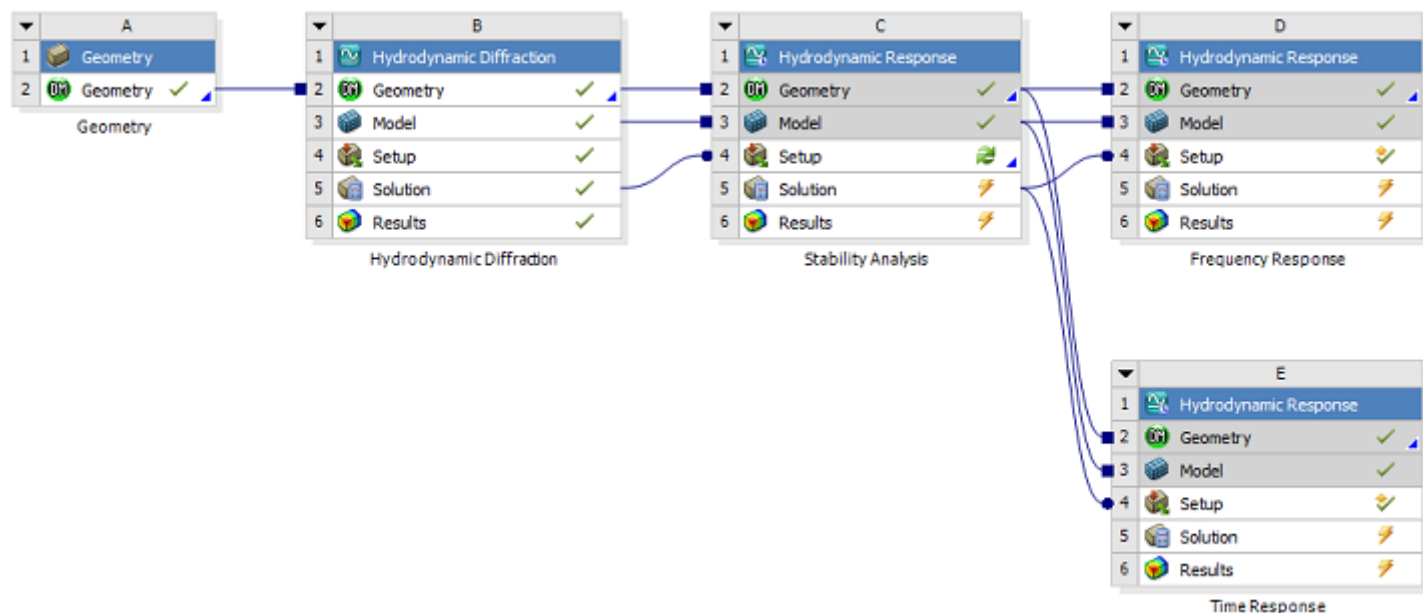 A
1 Geometry
2 Geometry
Geometry
B
1 Hydrodynamic Diffraction
2 Geometry
3 Model
4 Setup
5 Solution
6 Results
Hydrodynamic Diffraction
C
1 Hydrodynamic Response
2 Geometry
3 Model
4 Setup
5 Solution
6 Results
Stability Analysis
D
1 Hydrodynamic Response
2 Geometry
3 Model
4 Setup
5 Solution
6 Results
Frequency Response
E
1 Hydrodynamic Response
2 Geometry
3 Model
4 Setup
5 Solution
6 Results
Time Response